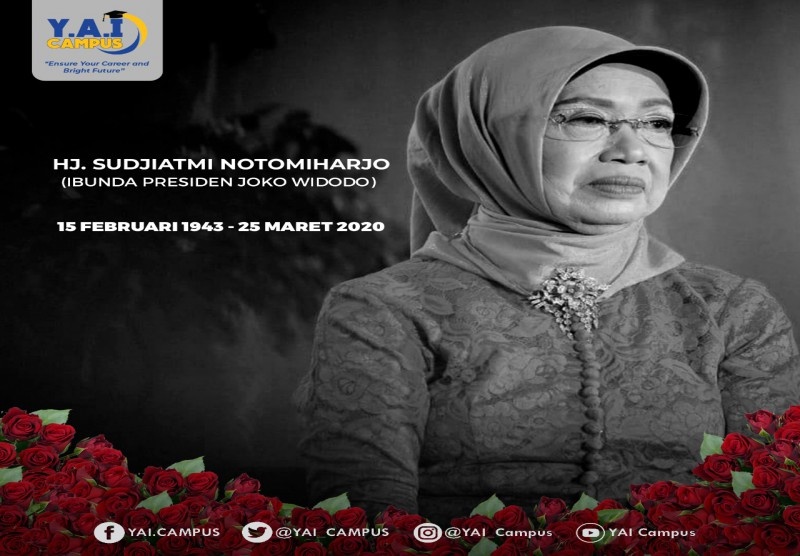 Y.A.I
CAMPUS
"Ensure Your Career and
Bright Future"
HJ. SUDJIATMI NOTOMIHARJO
(IBUNDA PRESIDEN JOKO WIDODO)
15 FEBRUARI 1943 - 25 MARET 2020
YAI.CAMPUS @YAI_CAMPUS @YAI_Campus YAI Campus